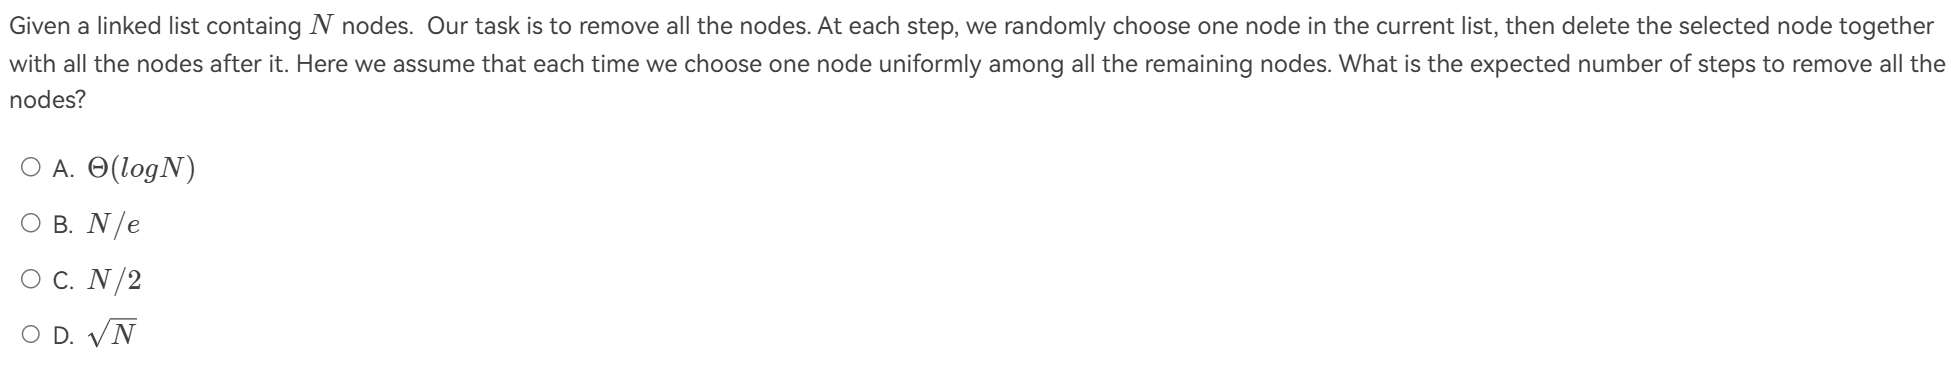 Given a linked list containg N nodes. Our task is to remove all the nodes. At each step, we randomly choose one node in the current list, then delete the selected node together
with all the nodes after it. Here we assume that each time we choose one node uniformly among all the remaining nodes. What is the expected number of steps to remove all the
nodes?
A. Θ(logN)
B. N/e
C. N/2
D. √N